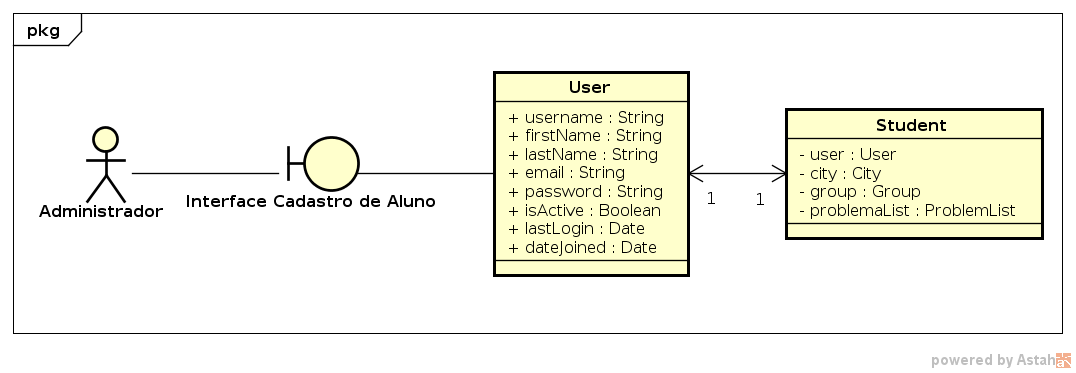 pkg
Administrador
Interface Cadastro de Aluno
User
+ username : String
+ firstName : String
+ lastName : String
+ email : String
+ password : String
+ isActive : Boolean
+ lastLogin : Date
+ dateJoined : Date
1
1
Student
- user : User
- city : City
- group : Group
- problemaList : ProblemList
powered by Astah